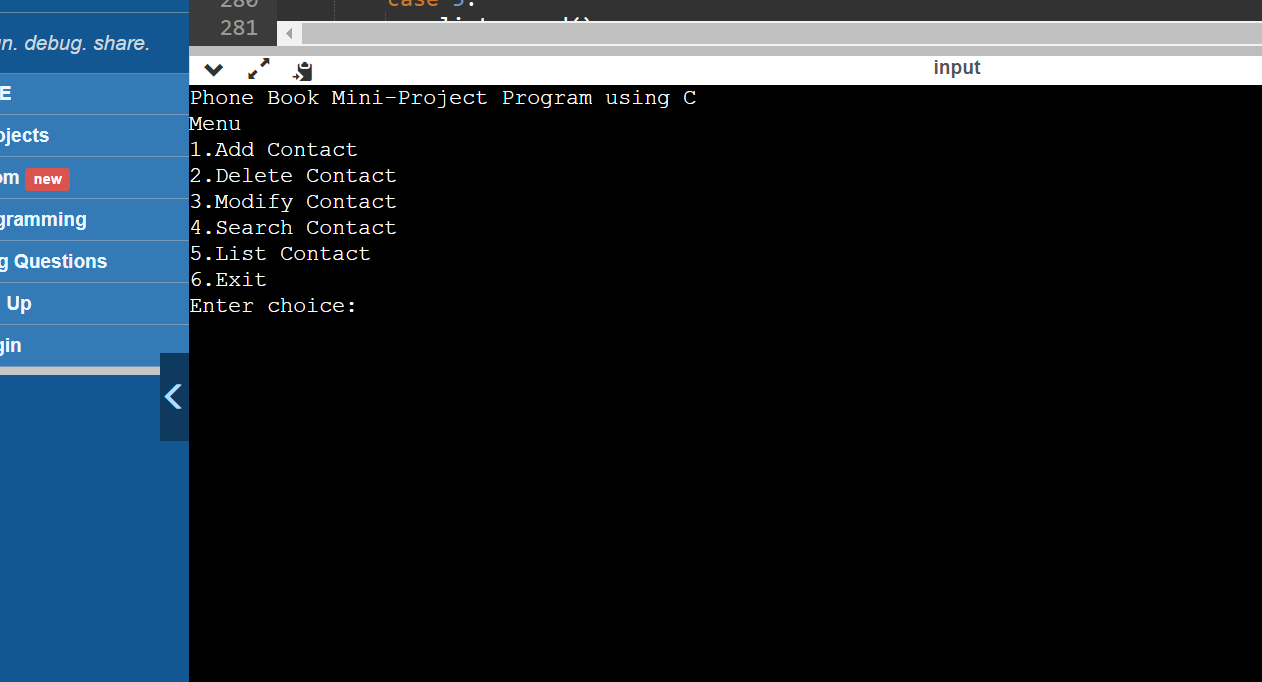 280
case 5:
281
n. debug. share.
input
E
ojects
om new
gramming
g Questions
Up
gin
Phone Book Mini-Project Program using C
Menu
1.Add Contact
2.Delete Contact
3.Modify Contact
4.Search Contact
5.List Contact
6.Exit
Enter choice: